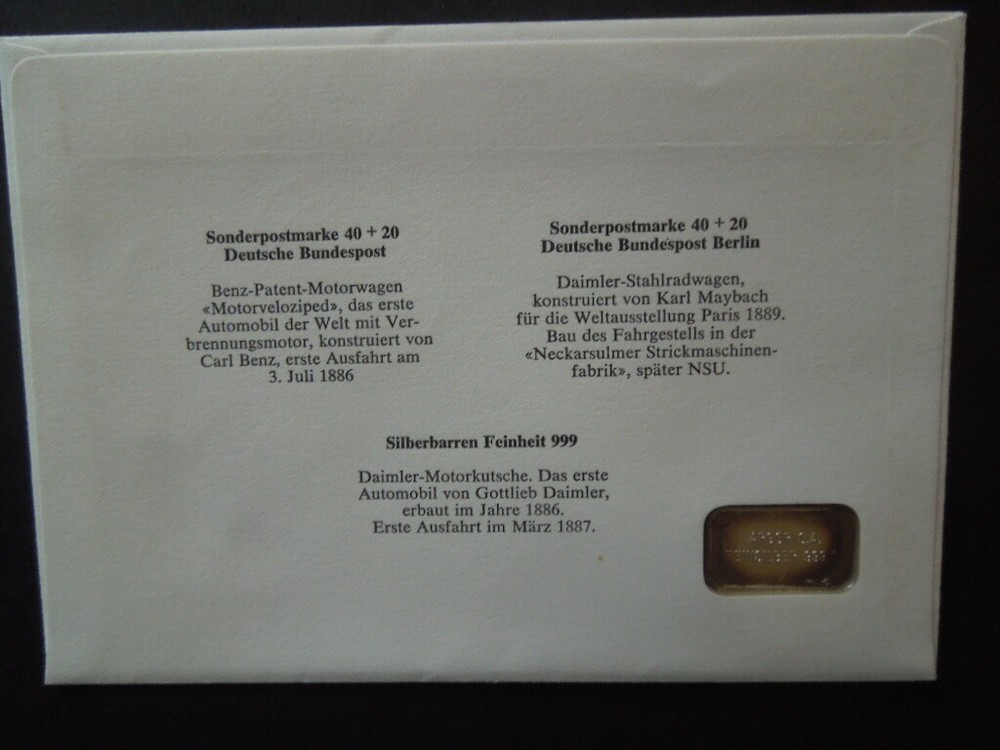 Sonderpostmarke 40 + 20
Deutsche Bundespost
Benz-Patent-Motorwagen
«Motorveloziped», das erste
Automobil der Welt mit Ver-
brennungsmotor, konstruiert von
Carl Benz, erste Ausfahrt am
3. Juli 1886
Sonderpostmarke 40 + 20
Deutsche Bundespost Berlin
Daimler-Stahlradwagen,
konstruiert von Karl Maybach
für die Weltausstellung Paris 1889.
Bau des Fahrgestells in der
«Neckarsulmer Strickmaschinen-
fabrik», später NSU.
Silberbarren Feinheit 999
Daimler-Motorkutsche. Das erste
Automobil von Gottlieb Daimler,
erbaut im Jahre 1886.
Erste Ausfahrt im März 1887.
FEINSILBER 999